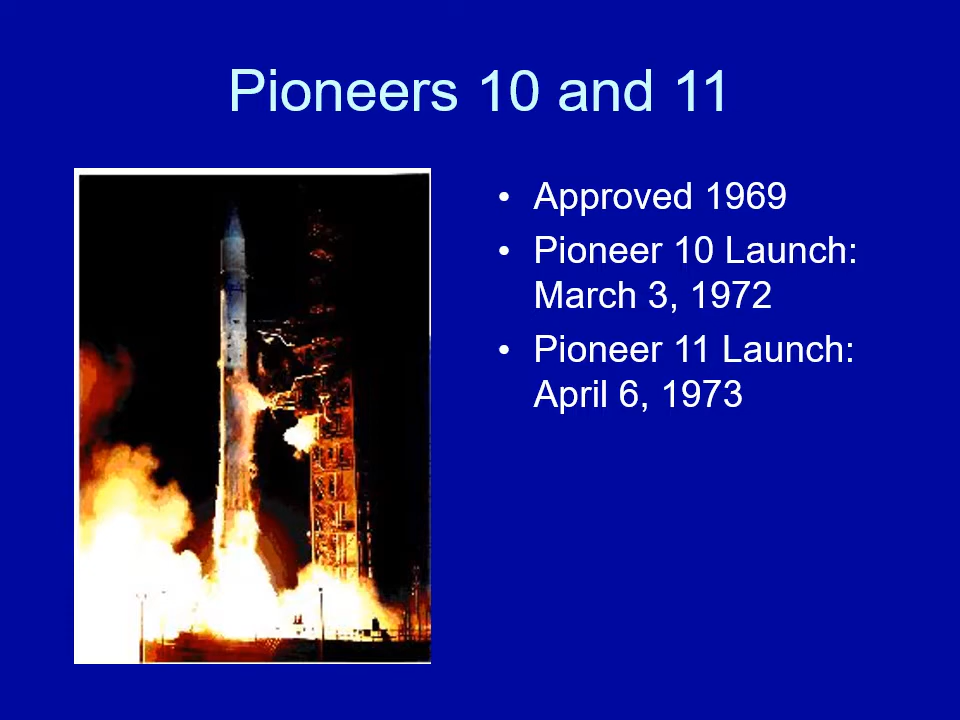 Pioneers 10 and 11
• Approved 1969
• Pioneer 10 Launch:
March 3, 1972
• Pioneer 11 Launch:
April 6, 1973